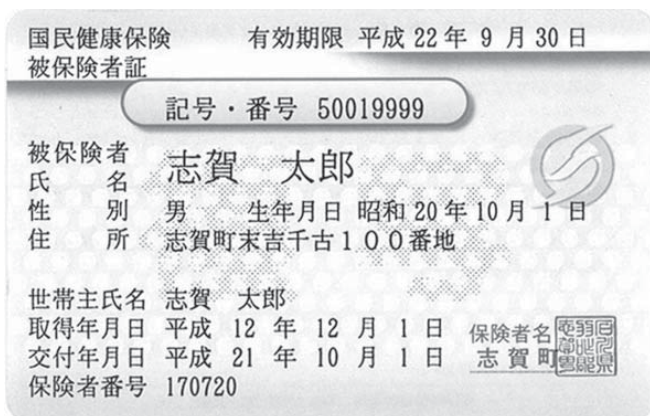 国民健康保険 有効期限 平成 22 年 9 月 30 日
被保険者証
記号・番号 50019999
被保険者
氏 名 志賀 太郎
性 別 男 生年月日 昭和 20 年 10 月 1 日
住 所 志賀町末吉千古100番地
世帯主氏名 志賀 太郎
取得年月日 平成 12 年 12 月 1 日
交付年月日 平成 21 年 10 月 1 日
保険者番号 170720
保険者名
志賀町